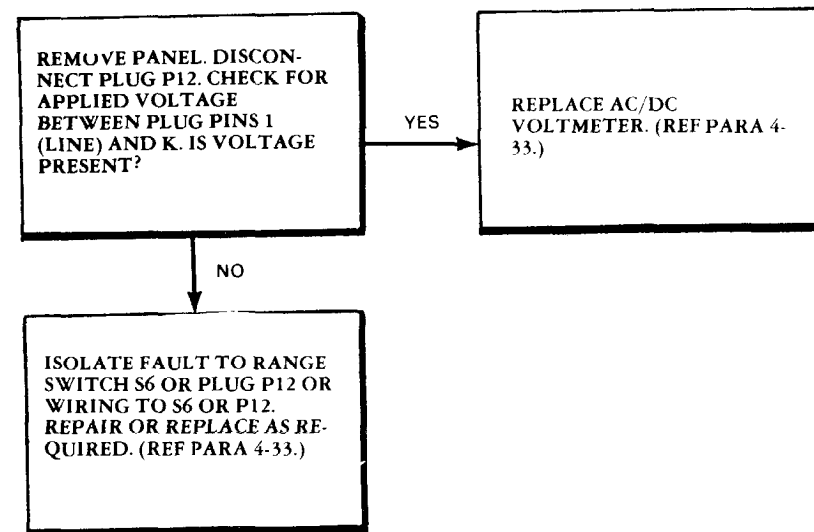 REMOVE PANEL. DISCON-
NECT PLUG P12. CHECK FOR
APPLIED VOLTAGE
BETWEEN PLUG PINS 1
(LINE) AND K. IS VOLTAGE
PRESENT?
YES
REPLACE AC/DC
VOLTMETER. (REF PARA 4-
33.)
NO
ISOLATE FAULT TO RANGE
SWITCH S6 OR PLUG P12 OR
WIRING TO S6 OR P12.
REPAIR OR REPLACE AS RE-
QUIRED. (REF PARA 4-33.)